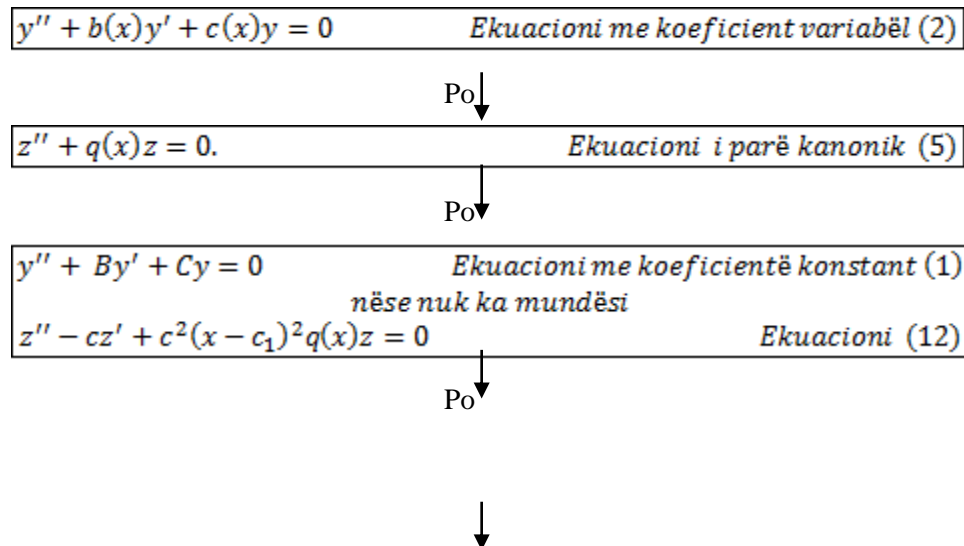 y'' + b(x)y' + c(x)y = 0 Ekuacioni me koeficient variabël (2)
Po
z'' + q(x)z = 0. Ekuacioni i parë kanonik (5)
Po
y'' + By' + Cy = 0 Ekuacioni me koeficientë konstant (1)
nëse nuk ka mundësi
z'' − cz' + c²(x − c₁)²q(x)z = 0 Ekuacioni (12)
Po